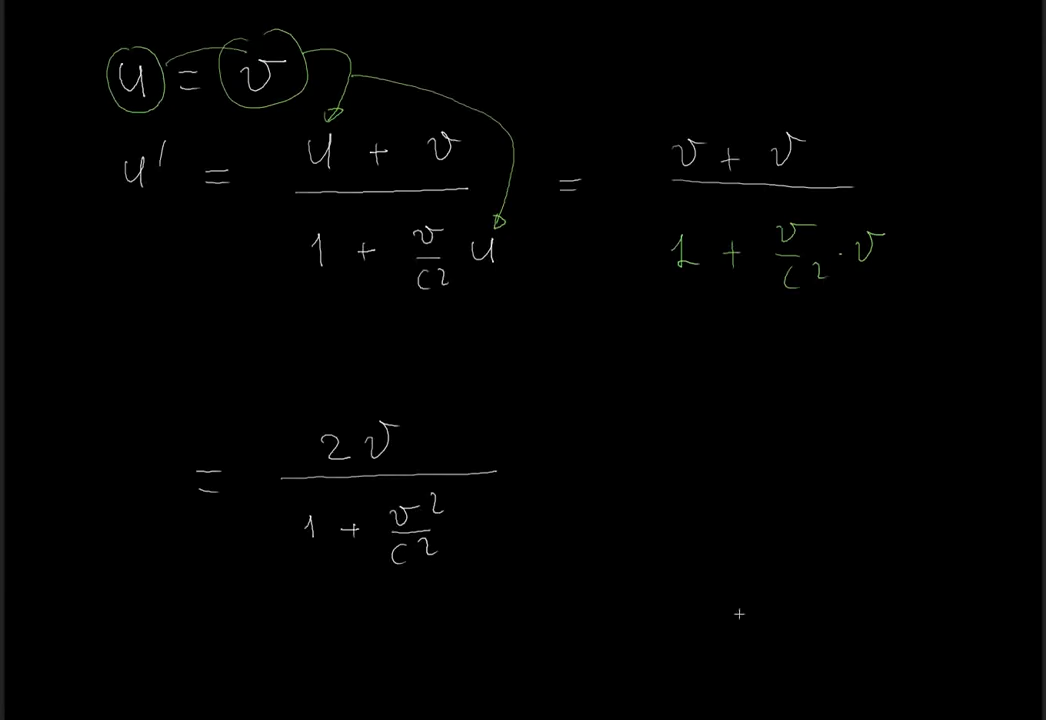 u = v
u' = (u + v) / (1 + (v/c²) u) = (v + v) / (1 + (v/c²) · v)
= 2v / (1 + v²/c²)